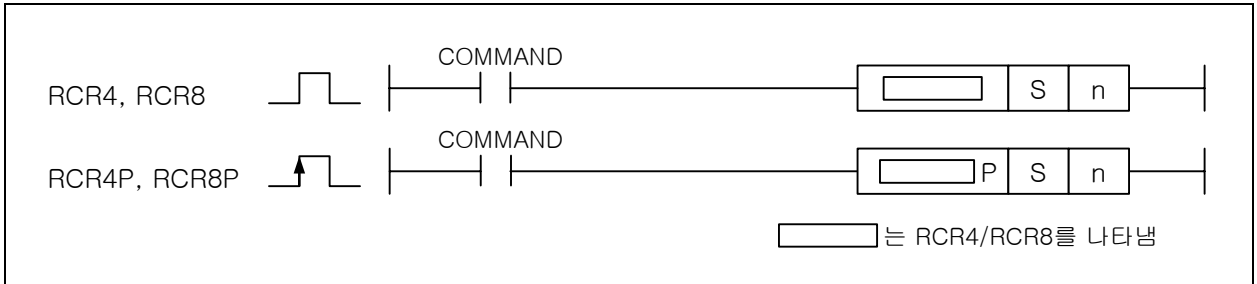 COMMAND
RCR4, RCR8 S n
COMMAND
RCR4P, RCR8P P S n
는 RCR4/RCR8를 나타냄